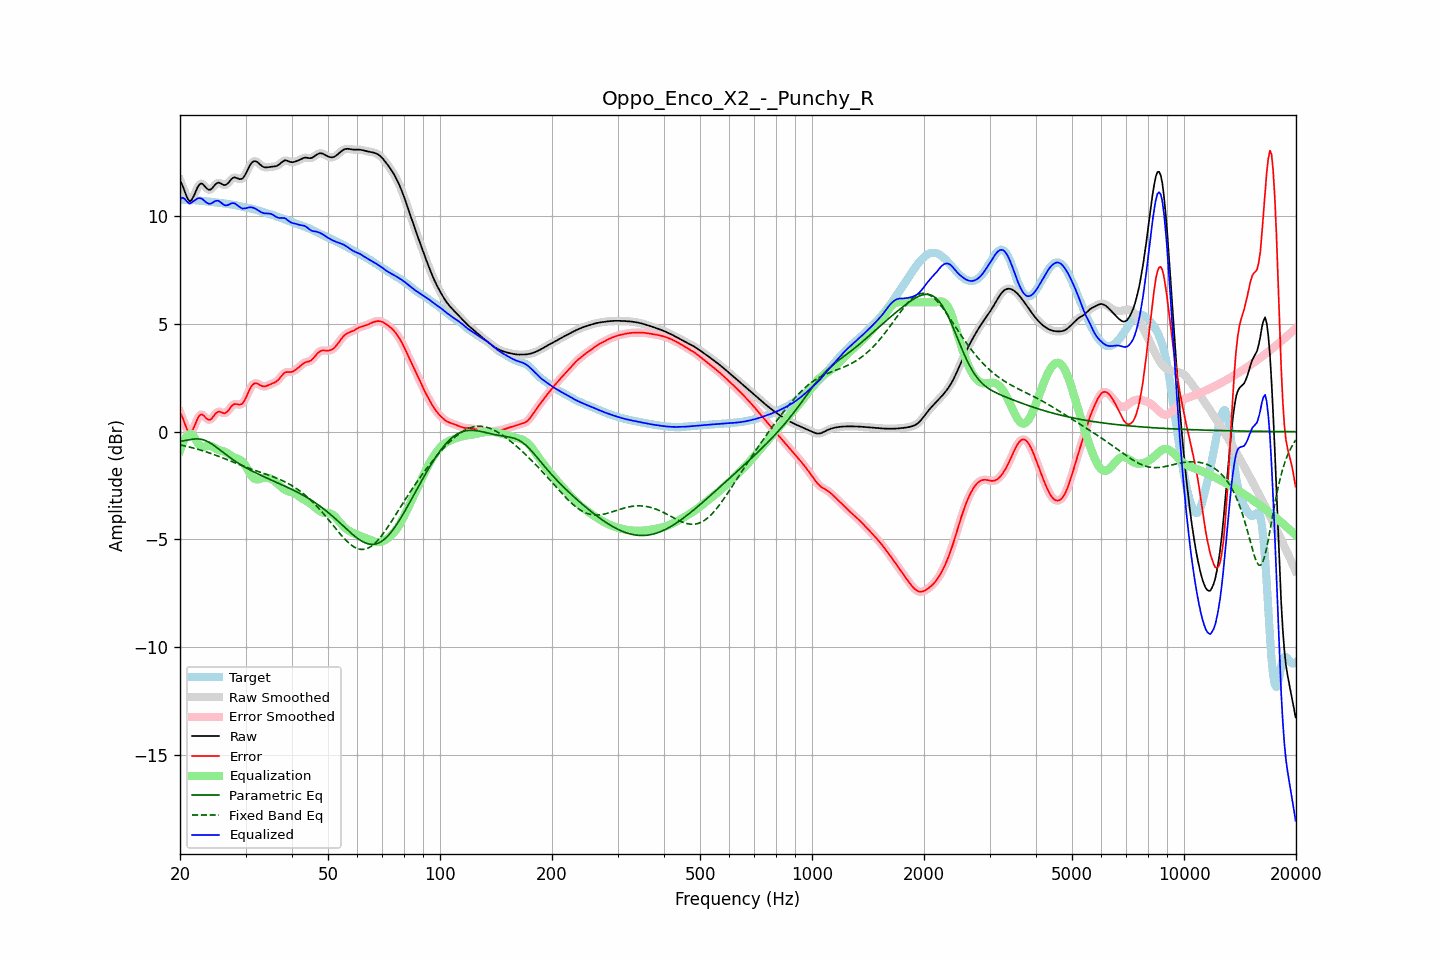 Oppo_Enco_X2_-_Punchy_R
Amplitude (dBr)
10
5
0
−5
−10
−15
Target
Raw Smoothed
Error Smoothed
Raw
Error
Equalization
Parametric Eq
Fixed Band Eq
Equalized
20 50 100 200 500 1000 2000 5000 10000 20000
Frequency (Hz)